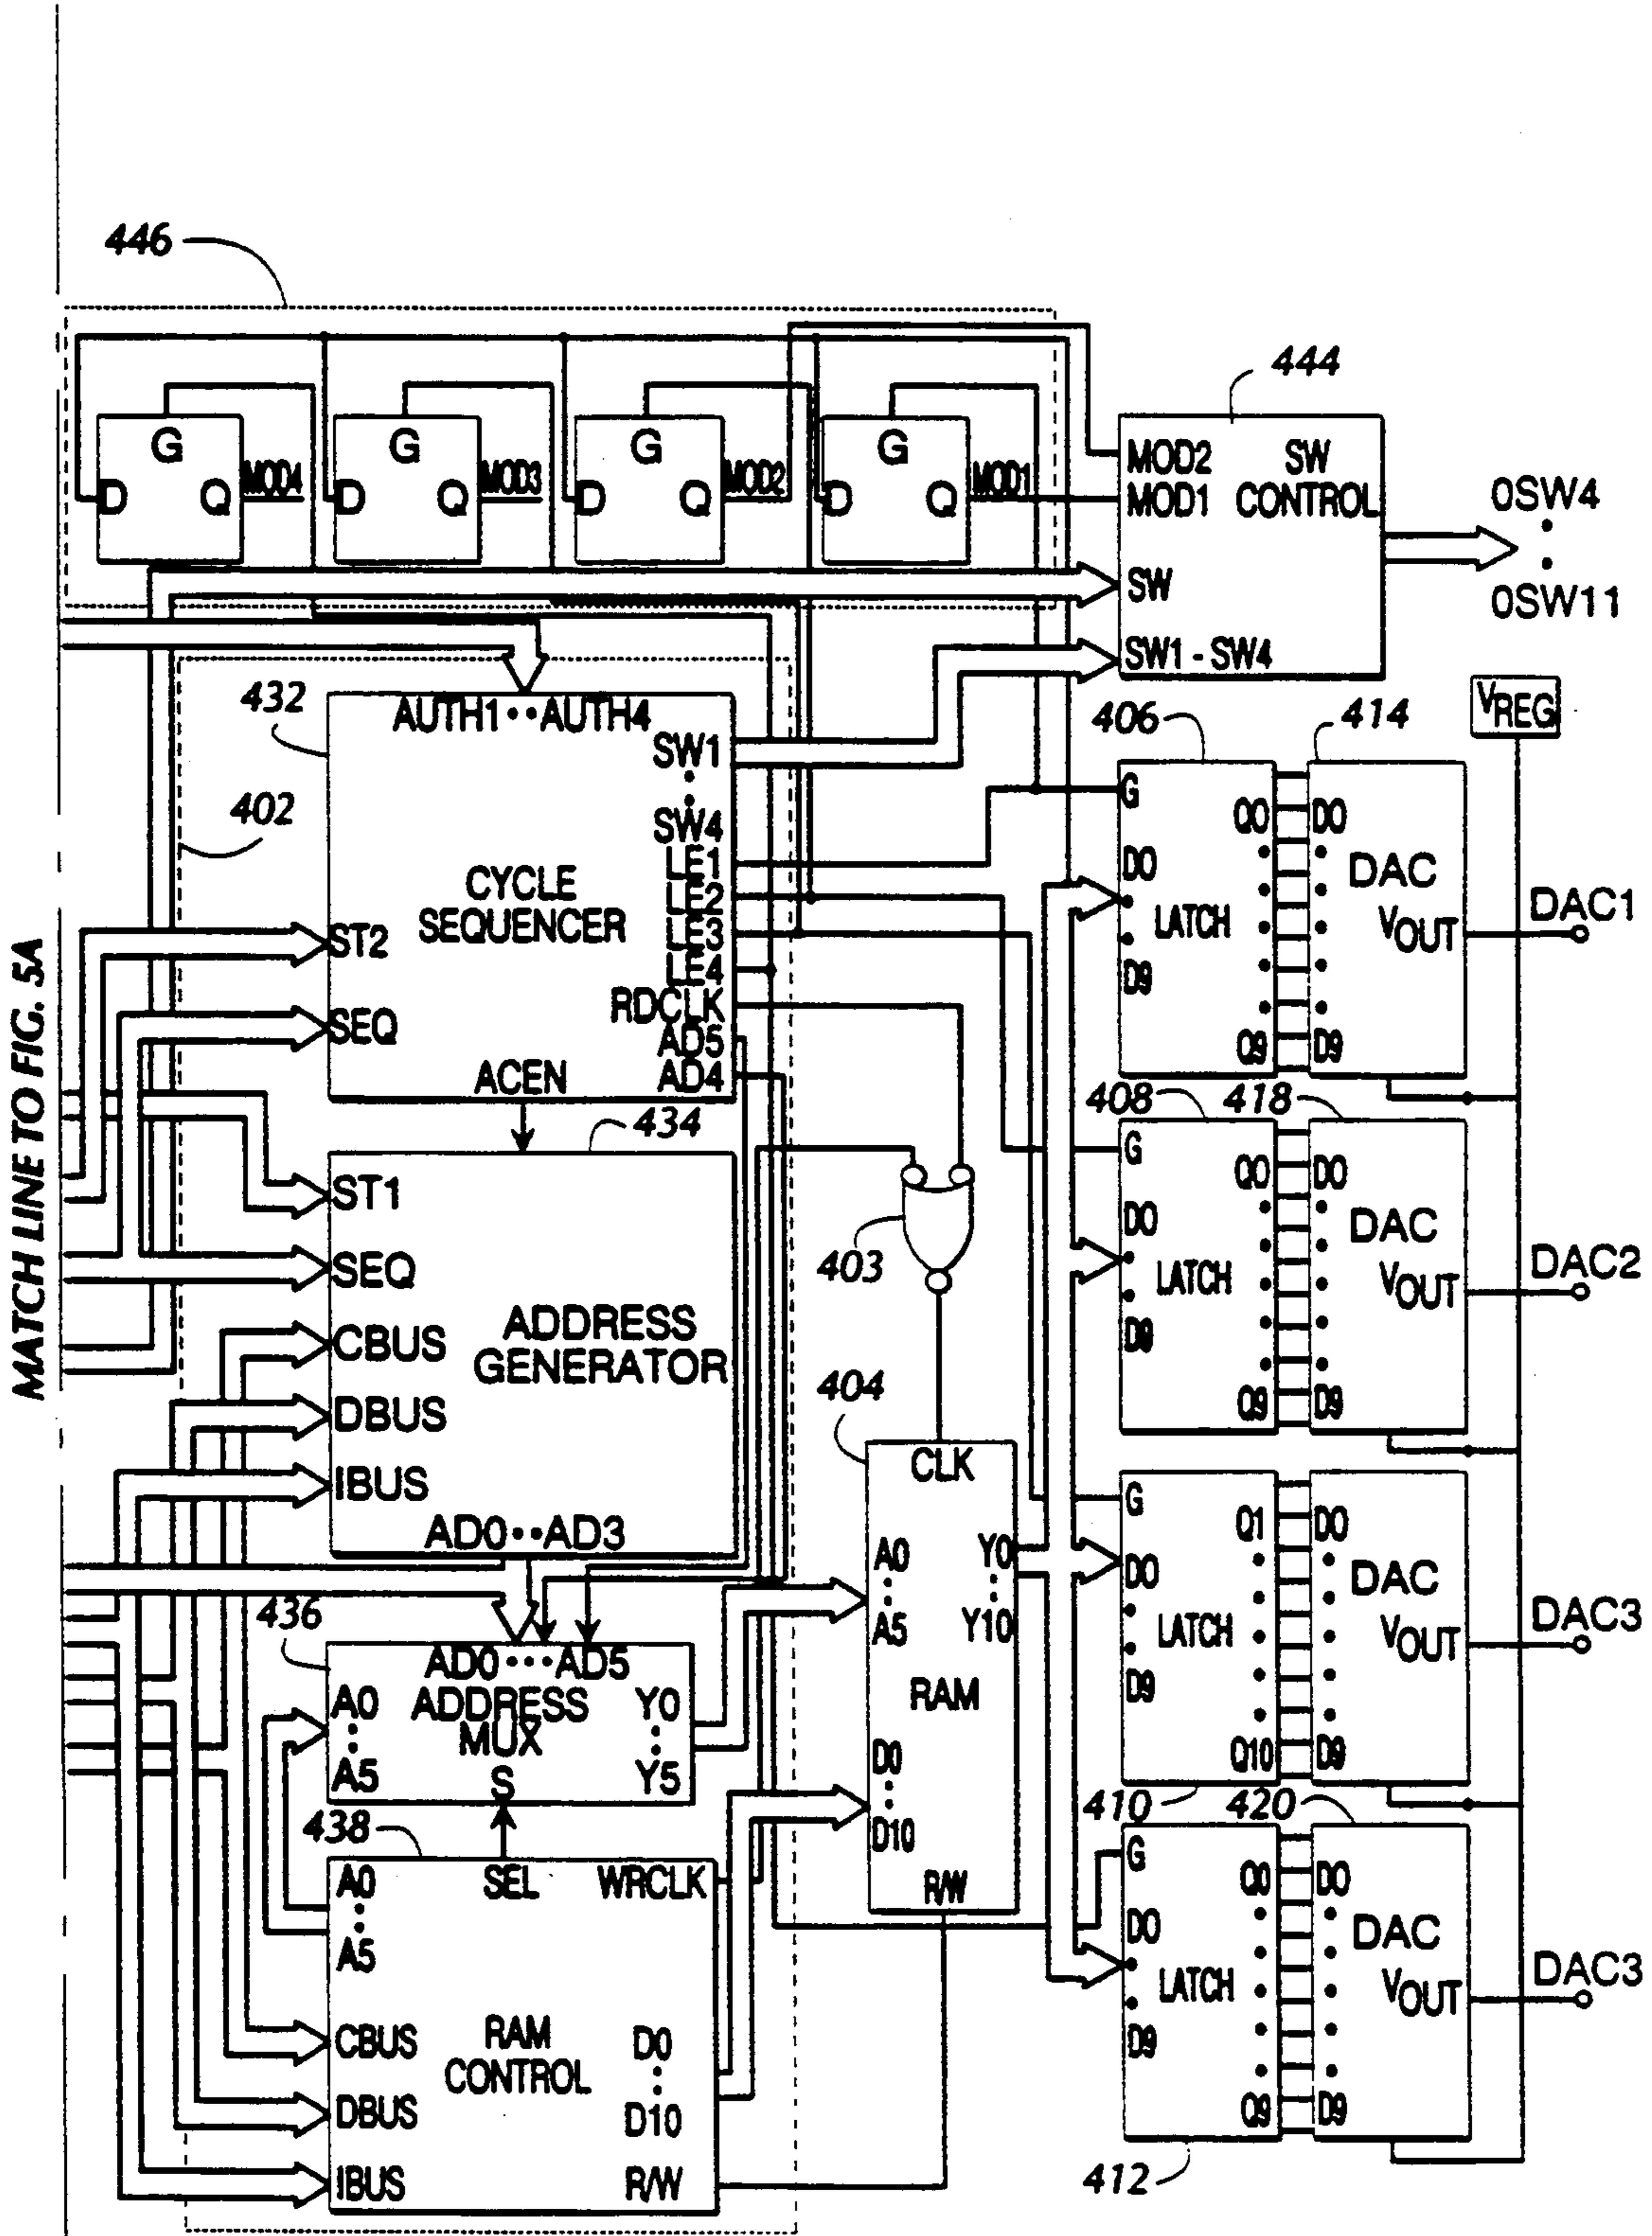 MATCH LINE TO FIG. 5A
446
G
D
Q
MOD4
G
D
Q
MOD3
G
D
Q
MOD2
G
D
Q
MOD1
444
MOD2
MOD1
SW
CONTROL
SW
SW1 - SW4
0SW4
0SW11
402
432
AUTH1··AUTH4
SW1
SW4
LE1
LE2
LE3
LE4
RDCLK
AD5
AD4
CYCLE
SEQUENCER
ST2
SEQ
ACEN
434
ST1
SEQ
CBUS
DBUS
IBUS
ADDRESS
GENERATOR
AD0··AD3
436
AD0···AD5
ADDRESS
MUX
A0
A5
Y0
Y5
S
438
A0
A5
SEL
WRCLK
CBUS
DBUS
IBUS
RAM
CONTROL
D0
D10
R/W
403
404
CLK
A0
A5
Y0
Y10
RAM
D0
D10
R/W
VREG
406
G
D0
D9
LATCH
Q0
Q9
414
D0
D9
DAC
VOUT
DAC1
408
G
D0
D9
LATCH
Q0
Q9
418
D0
D9
DAC
VOUT
DAC2
G
D0
D9
LATCH
Q1
Q10
410
D0
D9
DAC
VOUT
DAC3
420
G
D0
D9
LATCH
Q0
Q9
412
D0
D9
DAC
VOUT
DAC3